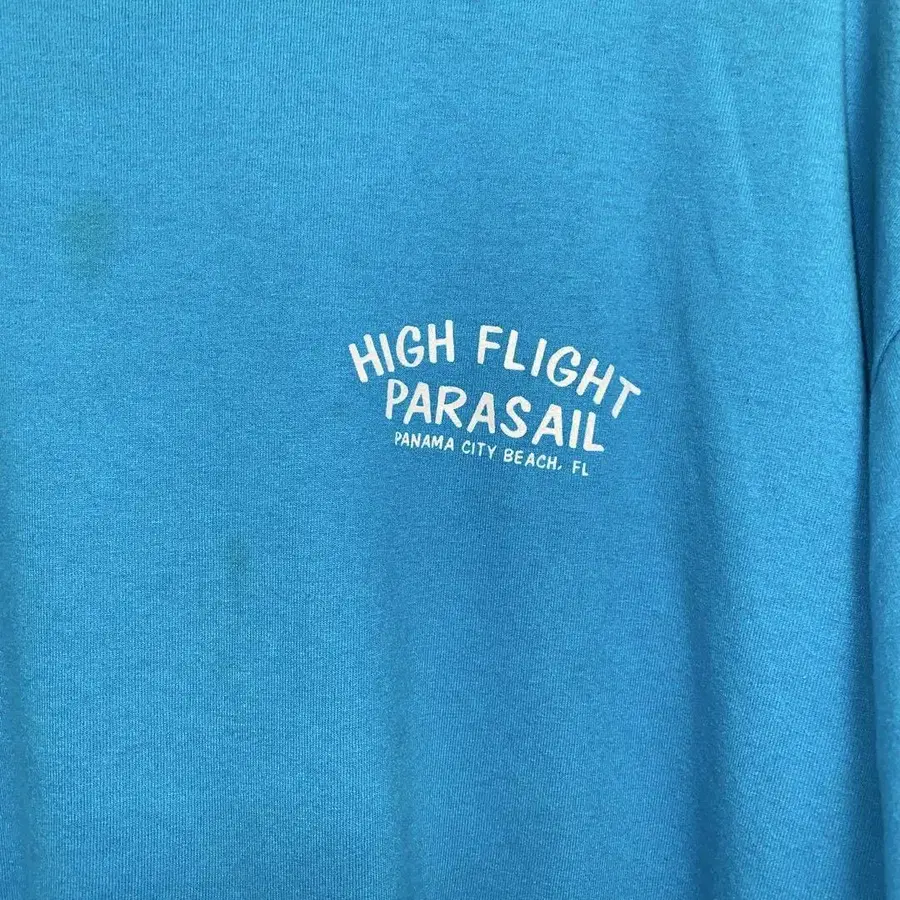 HIGH FLIGHT
PARASAIL
PANAMA CITY BEACH, FL